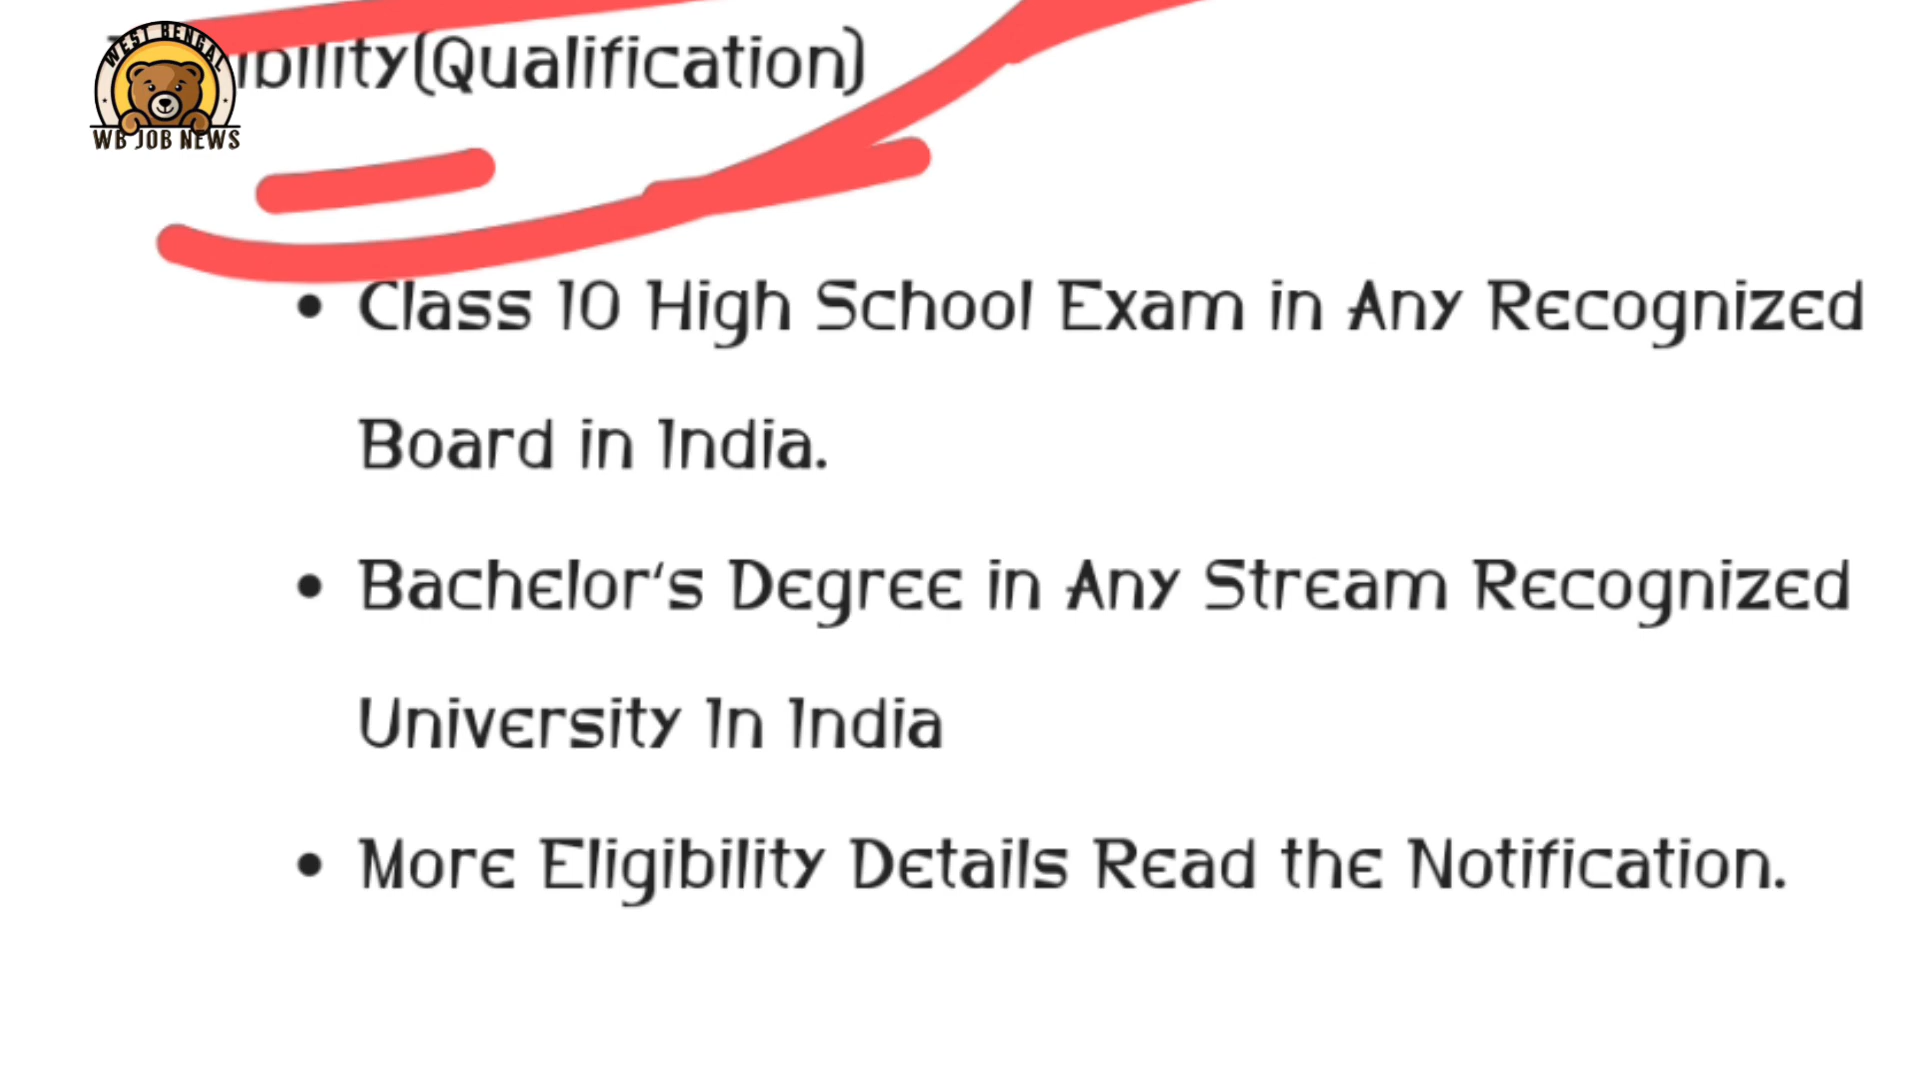 WEST BENGAL
WB JOB NEWS
ibility(Qualification)
• Class 10 High School Exam in Any Recognized
Board in India.
• Bachelor's Degree in Any Stream Recognized
University In India
• More Eligibility Details Read the Notification.